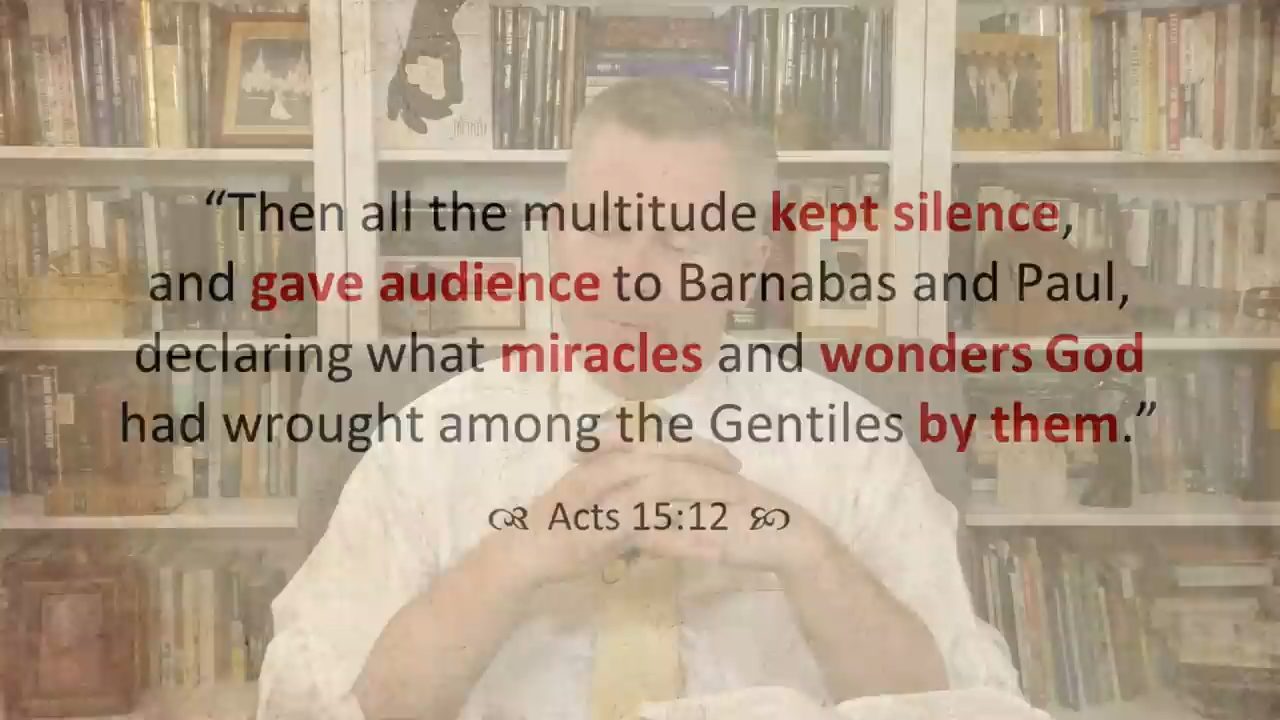 “Then all the multitude kept silence,
and gave audience to Barnabas and Paul,
declaring what miracles and wonders God
had wrought among the Gentiles by them.”
Acts 15:12